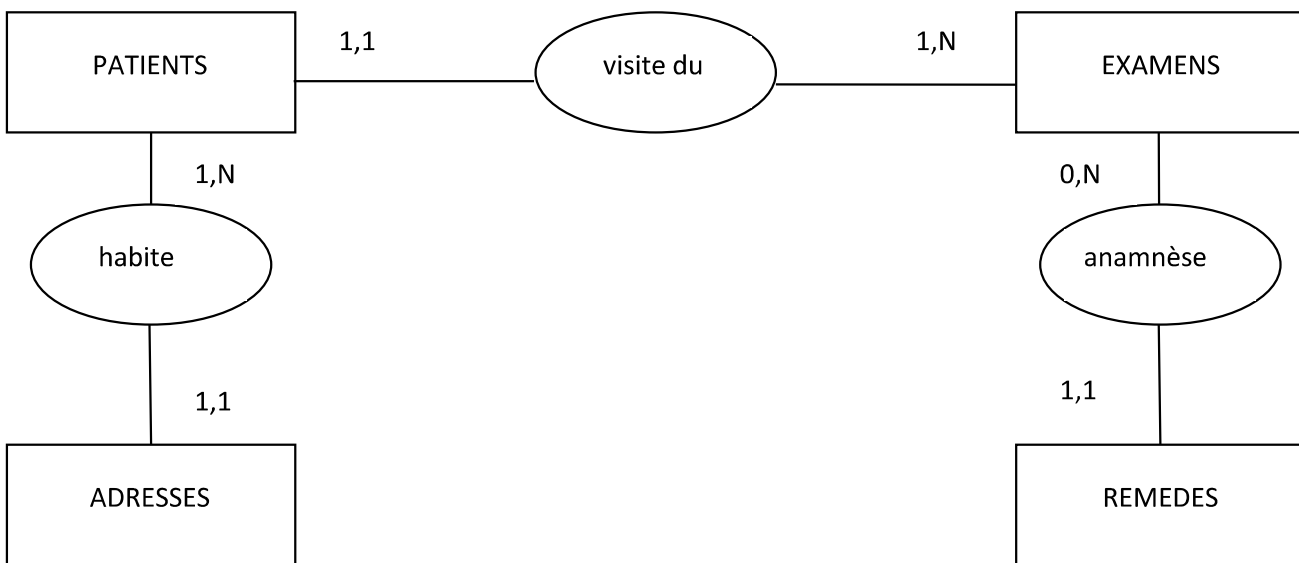 1,1
1,N
PATIENTS
visite du
EXAMENS
1,N
0,N
habite
anamnèse
1,1
1,1
ADRESSES
REMEDES